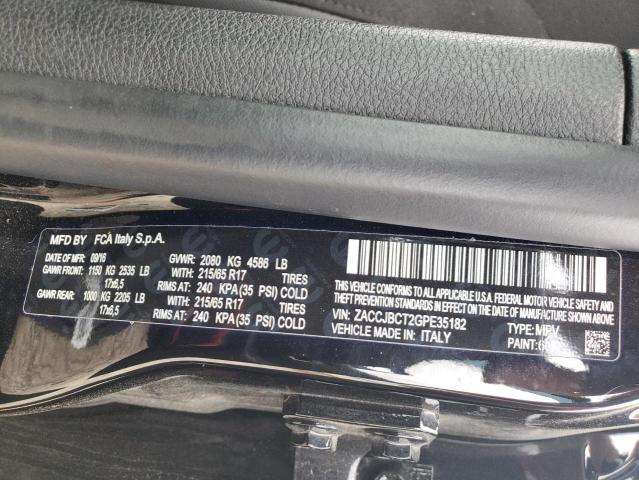 MFD BY FCA Italy S.p.A.
DATE OF MFR: 09/16 GVWR: 2080 KG 4586 LB
GAWR FRONT: 1150 KG 2535 LB WITH: 215/65 R17 TIRES
17x6,5 RIMS AT: 240 KPA(35 PSI) COLD
GAWR REAR: 1000 KG 2205 LB WITH: 215/65 R17 TIRES
17x6,5 RIMS AT: 240 KPA(35 PSI) COLD
THIS VEHICLE CONFORMS TO ALL APPLICABLE U.S.A. FEDERAL MOTOR VEHICLE SAFETY
AND THEFT PREVENTION STANDARDS IN EFFECT ON THE DATE OF MANUFACTURE SHOWN ABOVE
VIN: ZACCJBCT2GPE35182 TYPE: MPV
VEHICLE MADE IN: ITALY PAINT: